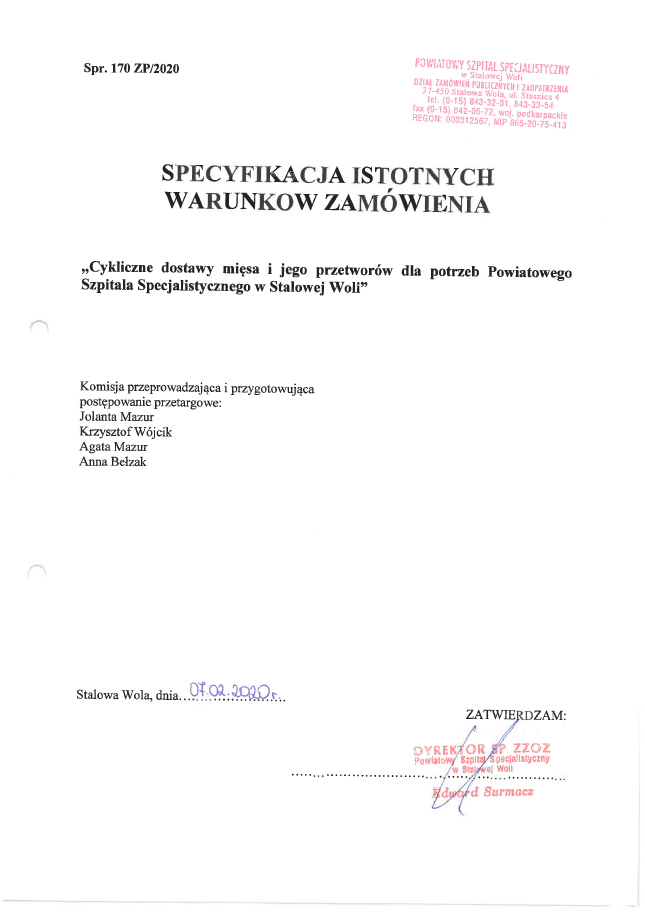 Spr. 170 ZP/2020
POWIATOWY SZPITAL SPECJALISTYCZNY
w Stalowej Woli
DZIAŁ ZAMÓWIEŃ PUBLICZNYCH I ZAOPATRZENIA
37-450 Stalowa Wola, ul. Staszica 4
tel. (0-15) 843-32-01, 843-33-54
fax (0-15) 842-06-72, woj. podkarpackie
REGON: 000312567, NIP 865-20-75-413
SPECYFIKACJA ISTOTNYCH
WARUNKOW ZAMÓWIENIA
„Cykliczne dostawy mięsa i jego przetworów dla potrzeb Powiatowego
Szpitala Specjalistycznego w Stalowej Woli”
Komisja przeprowadzająca i przygotowująca
postępowanie przetargowe:
Jolanta Mazur
Krzysztof Wójcik
Agata Mazur
Anna Bełzak
Stalowa Wola, dnia 07.02.2020r.
ZATWIERDZAM:
DYREKTOR SP ZZOZ
Powiatowy Szpital Specjalistyczny
w Stalowej Woli
Edward Surmacz